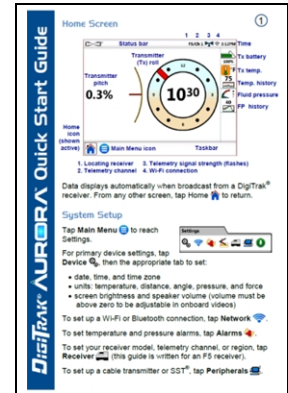 DIGITRAK® AURORA Quick Start Guide
Home Screen
1
1 2 3 4
Status bar
Time
Transmitter
(Tx) roll
Tx battery
Transmitter
pitch
Tx temp.
75
Temp. history
0.3%
10³⁰
Fluid pressure
FP history
Home
icon
(shown
active)
Main Menu icon
Taskbar
1. Locating receiver 3. Telemetry signal strength (flashes)
2. Telemetry channel 4. Wi-Fi connection
Data displays automatically when broadcast from a DigiTrak®
receiver. From any other screen, tap Home to return.
System Setup
Tap Main Menu to reach
Settings.
Settings
For primary device settings, tap
Device, then the appropriate tab to set:
• date, time, and time zone
• units: temperature, distance, angle, pressure, and force
• screen brightness and speaker volume (volume must be
above zero to be adjustable in onboard videos)
To set up a Wi-Fi or Bluetooth connection, tap Network.
To set temperature and pressure alarms, tap Alarms.
To set your receiver model, telemetry channel, or region, tap
Receiver (this guide is written for an F5 receiver).
To set up a cable transmitter or SST®, tap Peripherals.